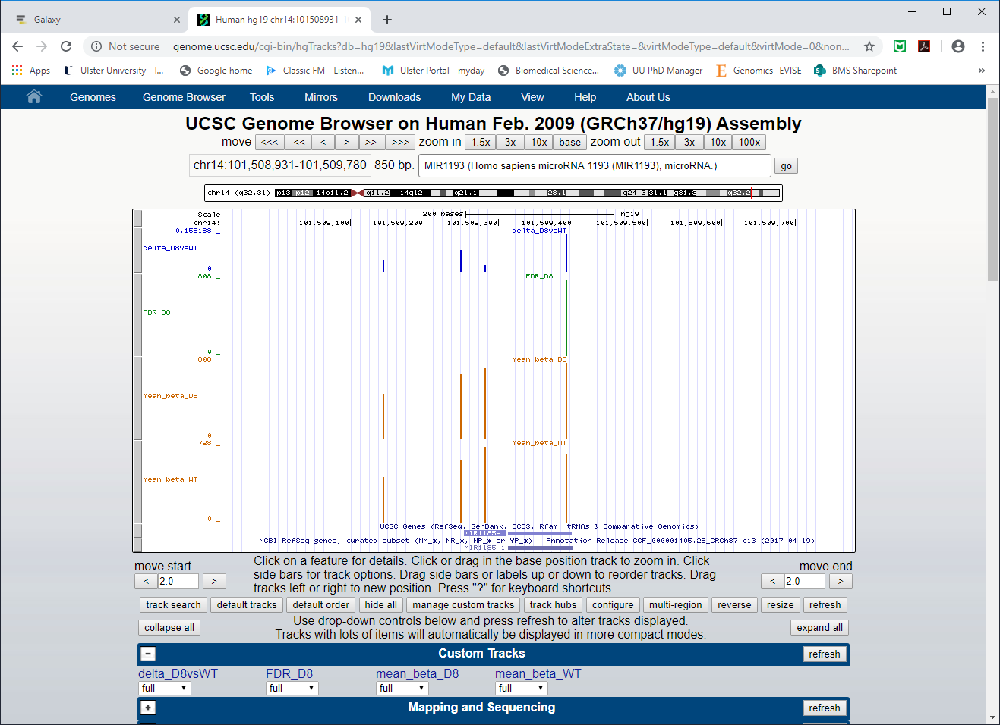 Galaxy
Human hg19 chr14:101508931-1
Not secure genome.ucsc.edu/cgi-bin/hgTracks?db=hg19&lastVirtModeType=default&lastVirtModeExtraState=&virtModeType=default&virtMode=0&non...
Apps Ulster University - I... Google home Classic FM - Listen... Ulster Portal - myday Biomedical Science... UU PhD Manager Genomics -EVISE BMS Sharepoint »
Genomes Genome Browser Tools Mirrors Downloads My Data View Help About Us
UCSC Genome Browser on Human Feb. 2009 (GRCh37/hg19) Assembly
move <<< << < > >> >>> zoom in 1.5x 3x 10x base zoom out 1.5x 3x 10x 100x
chr14:101,508,931-101,509,780 850 bp. MIR1193 (Homo sapiens microRNA 1193 (MIR1193), microRNA.) go
chr14 (q32.31) p13 p12 14p11.2 q11.2 14q12 q21.1 23.1 q24.3 31.1 q31.3 q32.2
Scale 200 bases hg19
chr14: 101,509,100 101,509,200 101,509,300 101,509,400 101,509,500 101,509,600 101,509,700
0.155188 delta_D8vsWT
delta_D8vsWT
0
808 FDR_D8
FDR_D8
0
808 mean_beta_D8
mean_beta_D8
0
728 mean_beta_WT
mean_beta_WT
0
UCSC Genes (RefSeq, GenBank, CCDS, Rfam, tRNAs & Comparative Genomics)
MIR1185-1
NCBI RefSeq genes, curated subset (NM_*, NR_*, NP_* or YP_*) - Annotation Release GCF_000001405.25_GRCh37.p13 (2017-04-19)
MIR1185-1
move start
< 2.0 >
Click on a feature for details. Click or drag in the base position track to zoom in. Click
side bars for track options. Drag side bars or labels up or down to reorder tracks. Drag
tracks left or right to new position. Press "?" for keyboard shortcuts.
move end
< 2.0 >
track search default tracks default order hide all manage custom tracks track hubs configure multi-region reverse resize refresh
collapse all
Use drop-down controls below and press refresh to alter tracks displayed.
Tracks with lots of items will automatically be displayed in more compact modes.
expand all
- Custom Tracks refresh
delta_D8vsWT FDR_D8 mean_beta_D8 mean_beta_WT
full full full full
+ Mapping and Sequencing refresh